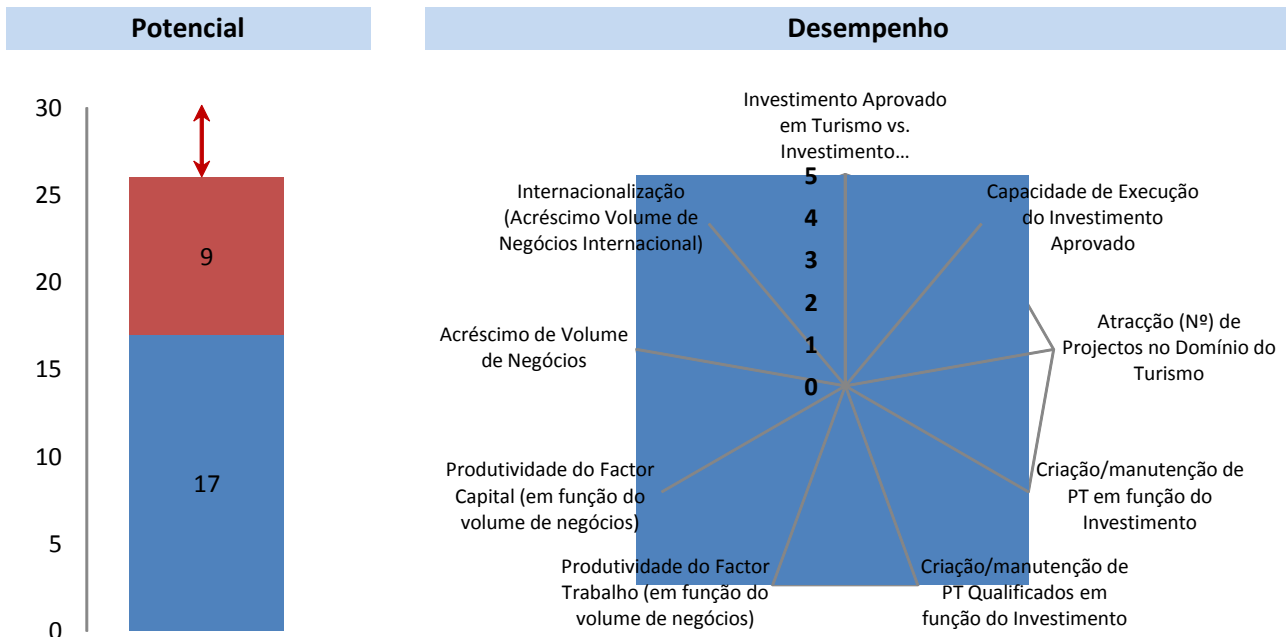 Potencial
Desempenho
30
25
20
15
10
5
0
9
17
Investimento Aprovado
em Turismo vs.
Investimento...
Capacidade de Execução
do Investimento
Aprovado
Atracção (Nº) de
Projectos no Domínio do
Turismo
Criação/manutenção de
PT em função do
Investimento
Criação/manutenção de
PT Qualificados em
função do Investimento
Produtividade do Factor
Trabalho (em função do
volume de negócios)
Produtividade do Factor
Capital (em função do
volume de negócios)
Acréscimo de Volume
de Negócios
Internacionalização
(Acréscimo Volume de
Negócios Internacional)
5
4
3
2
1
0